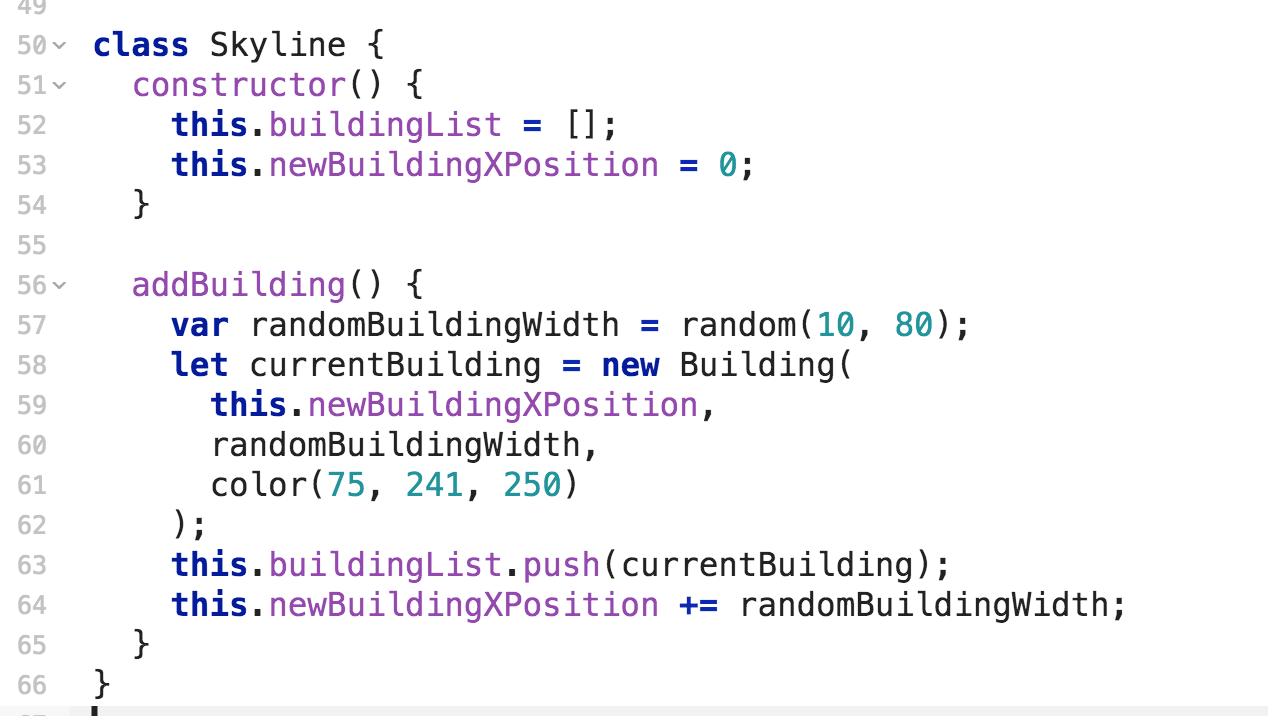 49
50 class Skyline {
51   constructor() {
52     this.buildingList = [];
53     this.newBuildingXPosition = 0;
54   }
55
56   addBuilding() {
57     var randomBuildingWidth = random(10, 80);
58     let currentBuilding = new Building(
59       this.newBuildingXPosition,
60       randomBuildingWidth,
61       color(75, 241, 250)
62     );
63     this.buildingList.push(currentBuilding);
64     this.newBuildingXPosition += randomBuildingWidth;
65   }
66 }